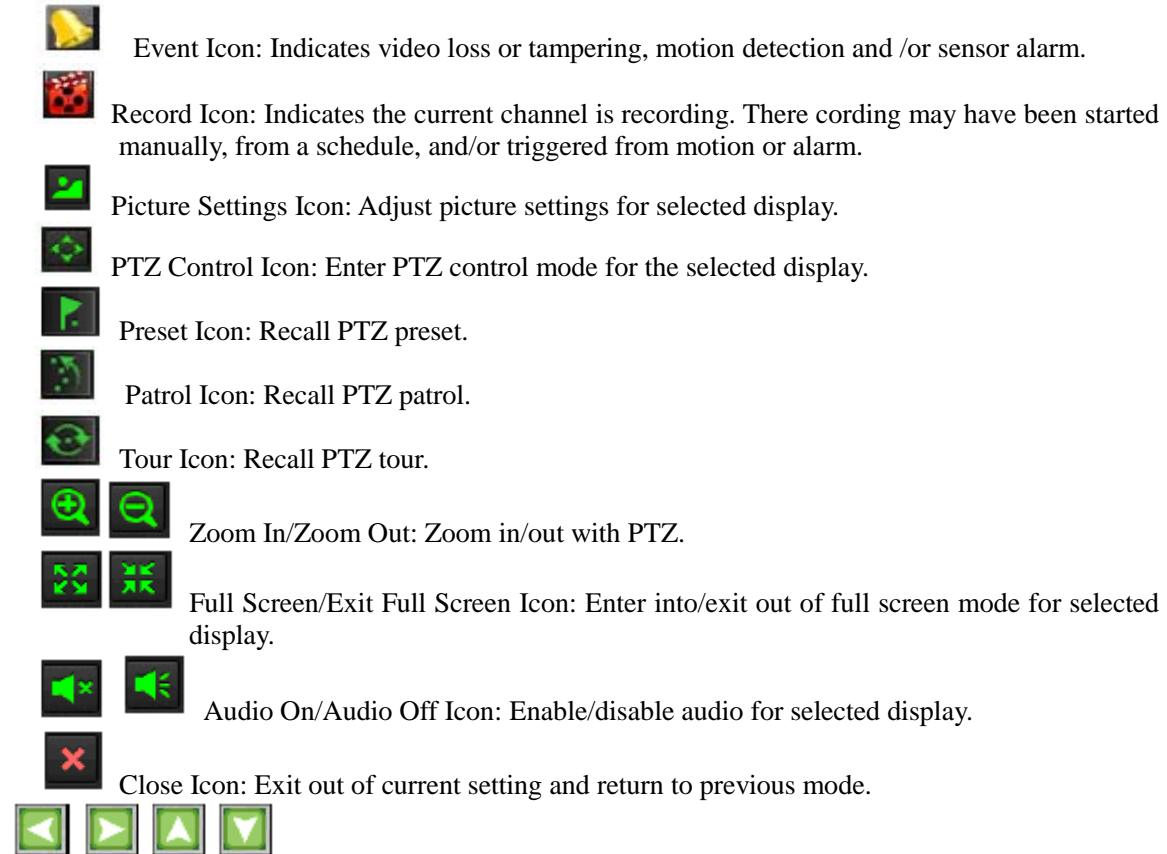 Event Icon: Indicates video loss or tampering, motion detection and /or sensor alarm.
Record Icon: Indicates the current channel is recording. There cording may have been started
manually, from a schedule, and/or triggered from motion or alarm.
Picture Settings Icon: Adjust picture settings for selected display.
PTZ Control Icon: Enter PTZ control mode for the selected display.
Preset Icon: Recall PTZ preset.
Patrol Icon: Recall PTZ patrol.
Tour Icon: Recall PTZ tour.
Zoom In/Zoom Out: Zoom in/out with PTZ.
Full Screen/Exit Full Screen Icon: Enter into/exit out of full screen mode for selected
display.
Audio On/Audio Off Icon: Enable/disable audio for selected display.
Close Icon: Exit out of current setting and return to previous mode.